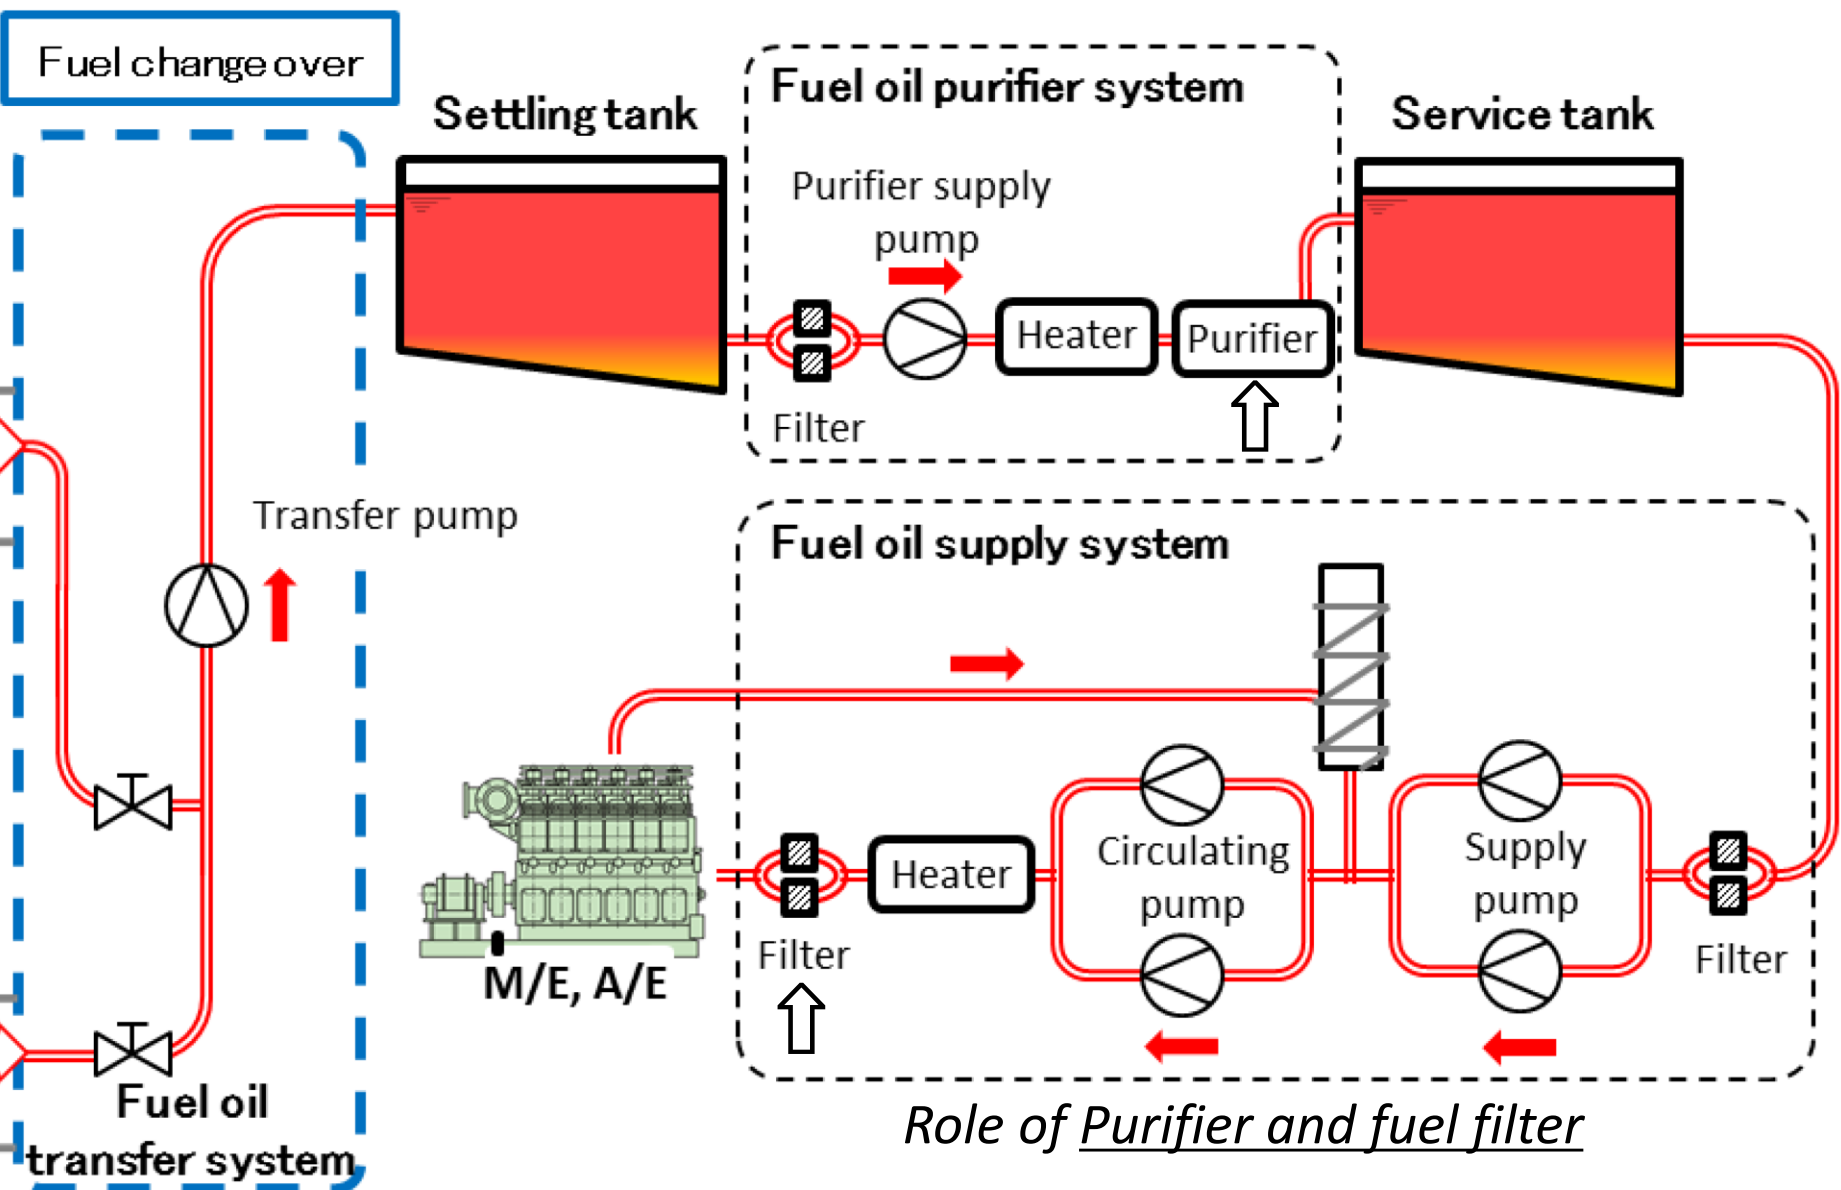 Fuel change over
Settling tank
Fuel oil purifier system
Service tank
Purifier supply
pump
Heater
Purifier
Filter
Transfer pump
Fuel oil supply system
Circulating
pump
Supply
pump
Heater
Filter
Filter
M/E, A/E
Fuel oil
transfer system
Role of Purifier and fuel filter